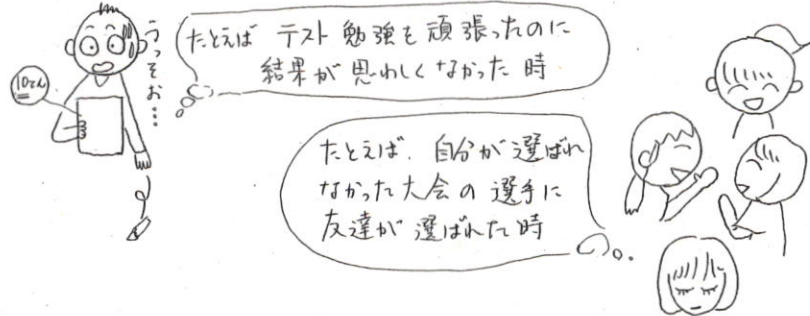 10てん
うっそぉ…
たとえば テスト勉強を頑張ったのに
結果が思わしくなかった時
たとえば、自分が選ばれ
なかった大会の選手に
友達が選ばれた時